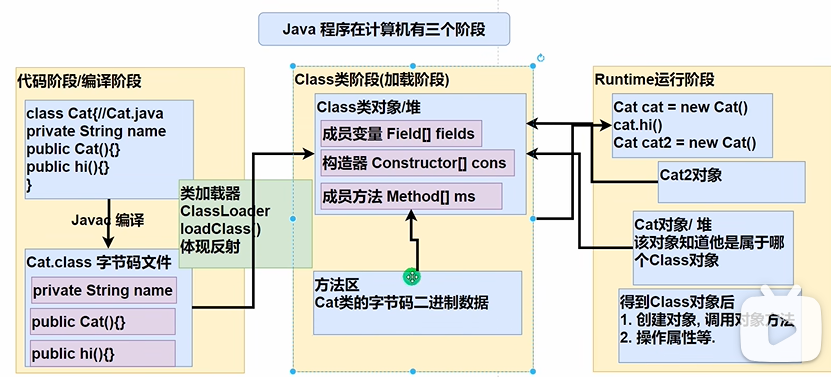 Java 程序在计算机有三个阶段
代码阶段/编译阶段
class Cat{//Cat.java
private String name
public Cat(){}
public hi(){}
}
Javac 编译
Cat.class 字节码文件
private String name
public Cat(){}
public hi(){}
类加载器
ClassLoader
loadClass()
体现反射
Class类阶段(加载阶段)
Class类对象/堆
成员变量 Field[] fields
构造器 Constructor[] cons
成员方法 Method[] ms
方法区
Cat类的字节码二进制数据
Runtime运行阶段
Cat cat = new Cat()
cat.hi()
Cat cat2 = new Cat()
Cat2对象
Cat对象/ 堆
该对象知道他是属于哪
个Class对象
得到Class对象后
1. 创建对象, 调用对象方法
2. 操作属性等.